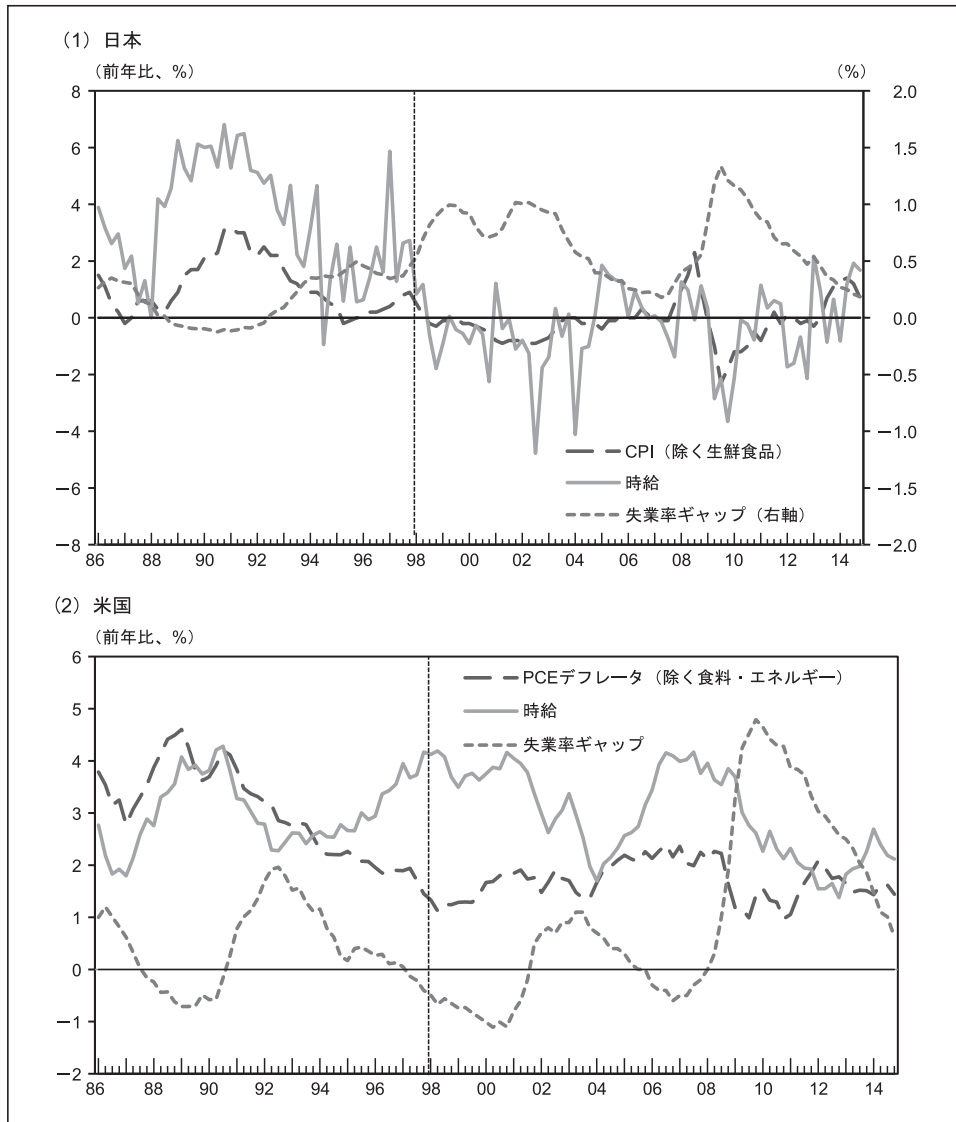 (1) 日本
(前年比、%) (%)
8 2.0
6 1.5
4 1.0
2 0.5
0 0.0
−2 −0.5
−4 −1.0
−6 −1.5
−8 −2.0
CPI(除く生鮮食品)
時給
失業率ギャップ(右軸)
86 88 90 92 94 96 98 00 02 04 06 08 10 12 14
(2) 米国
(前年比、%)
6
5
4
3
2
1
0
−1
−2
PCEデフレータ(除く食料・エネルギー)
時給
失業率ギャップ
86 88 90 92 94 96 98 00 02 04 06 08 10 12 14